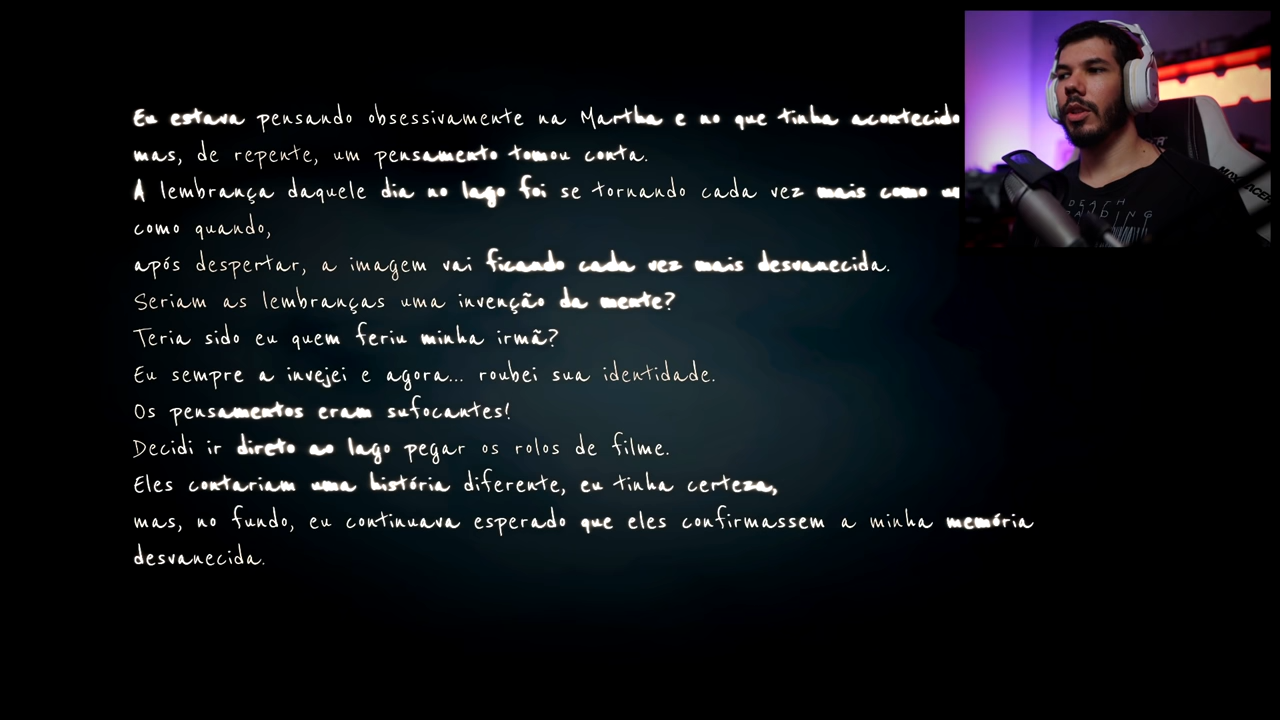 Eu estava pensando obsessivamente na Martha e no que tinha acontecido
mas, de repente, um pensamento tomou conta.
A lembrança daquele dia no lago foi se tornando cada vez mais como
como quando,
após despertar, a imagem vai ficando cada vez mais desvanecida.
Seriam as lembranças uma invenção da mente?
Teria sido eu quem feriu minha irmã?
Eu sempre a invejei e agora... roubei sua identidade.
Os pensamentos eram sufocantes!
Decidi ir direto ao lago pegar os rolos de filme.
Eles contariam uma história diferente, eu tinha certeza,
mas, no fundo, eu continuava esperado que eles confirmassem a minha memória
desvanecida.
DEATH